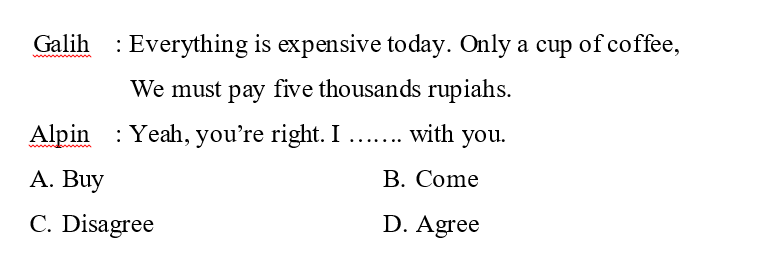 Galih : Everything is expensive today. Only a cup of coffee,
We must pay five thousands rupiahs.
Alpin : Yeah, you’re right. I ....... with you.
A. Buy B. Come
C. Disagree D. Agree